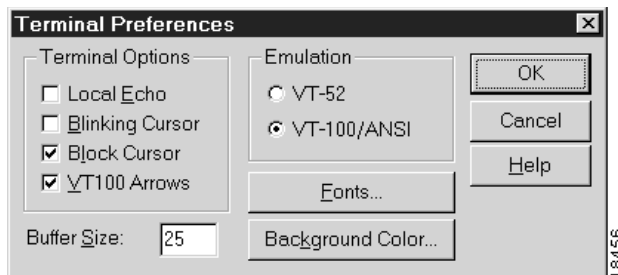 Terminal Preferences
Terminal Options
Local Echo
Blinking Cursor
Block Cursor
VT100 Arrows
Buffer Size: 25
Emulation
VT-52
VT-100/ANSI
Fonts...
Background Color...
OK
Cancel
Help
18456